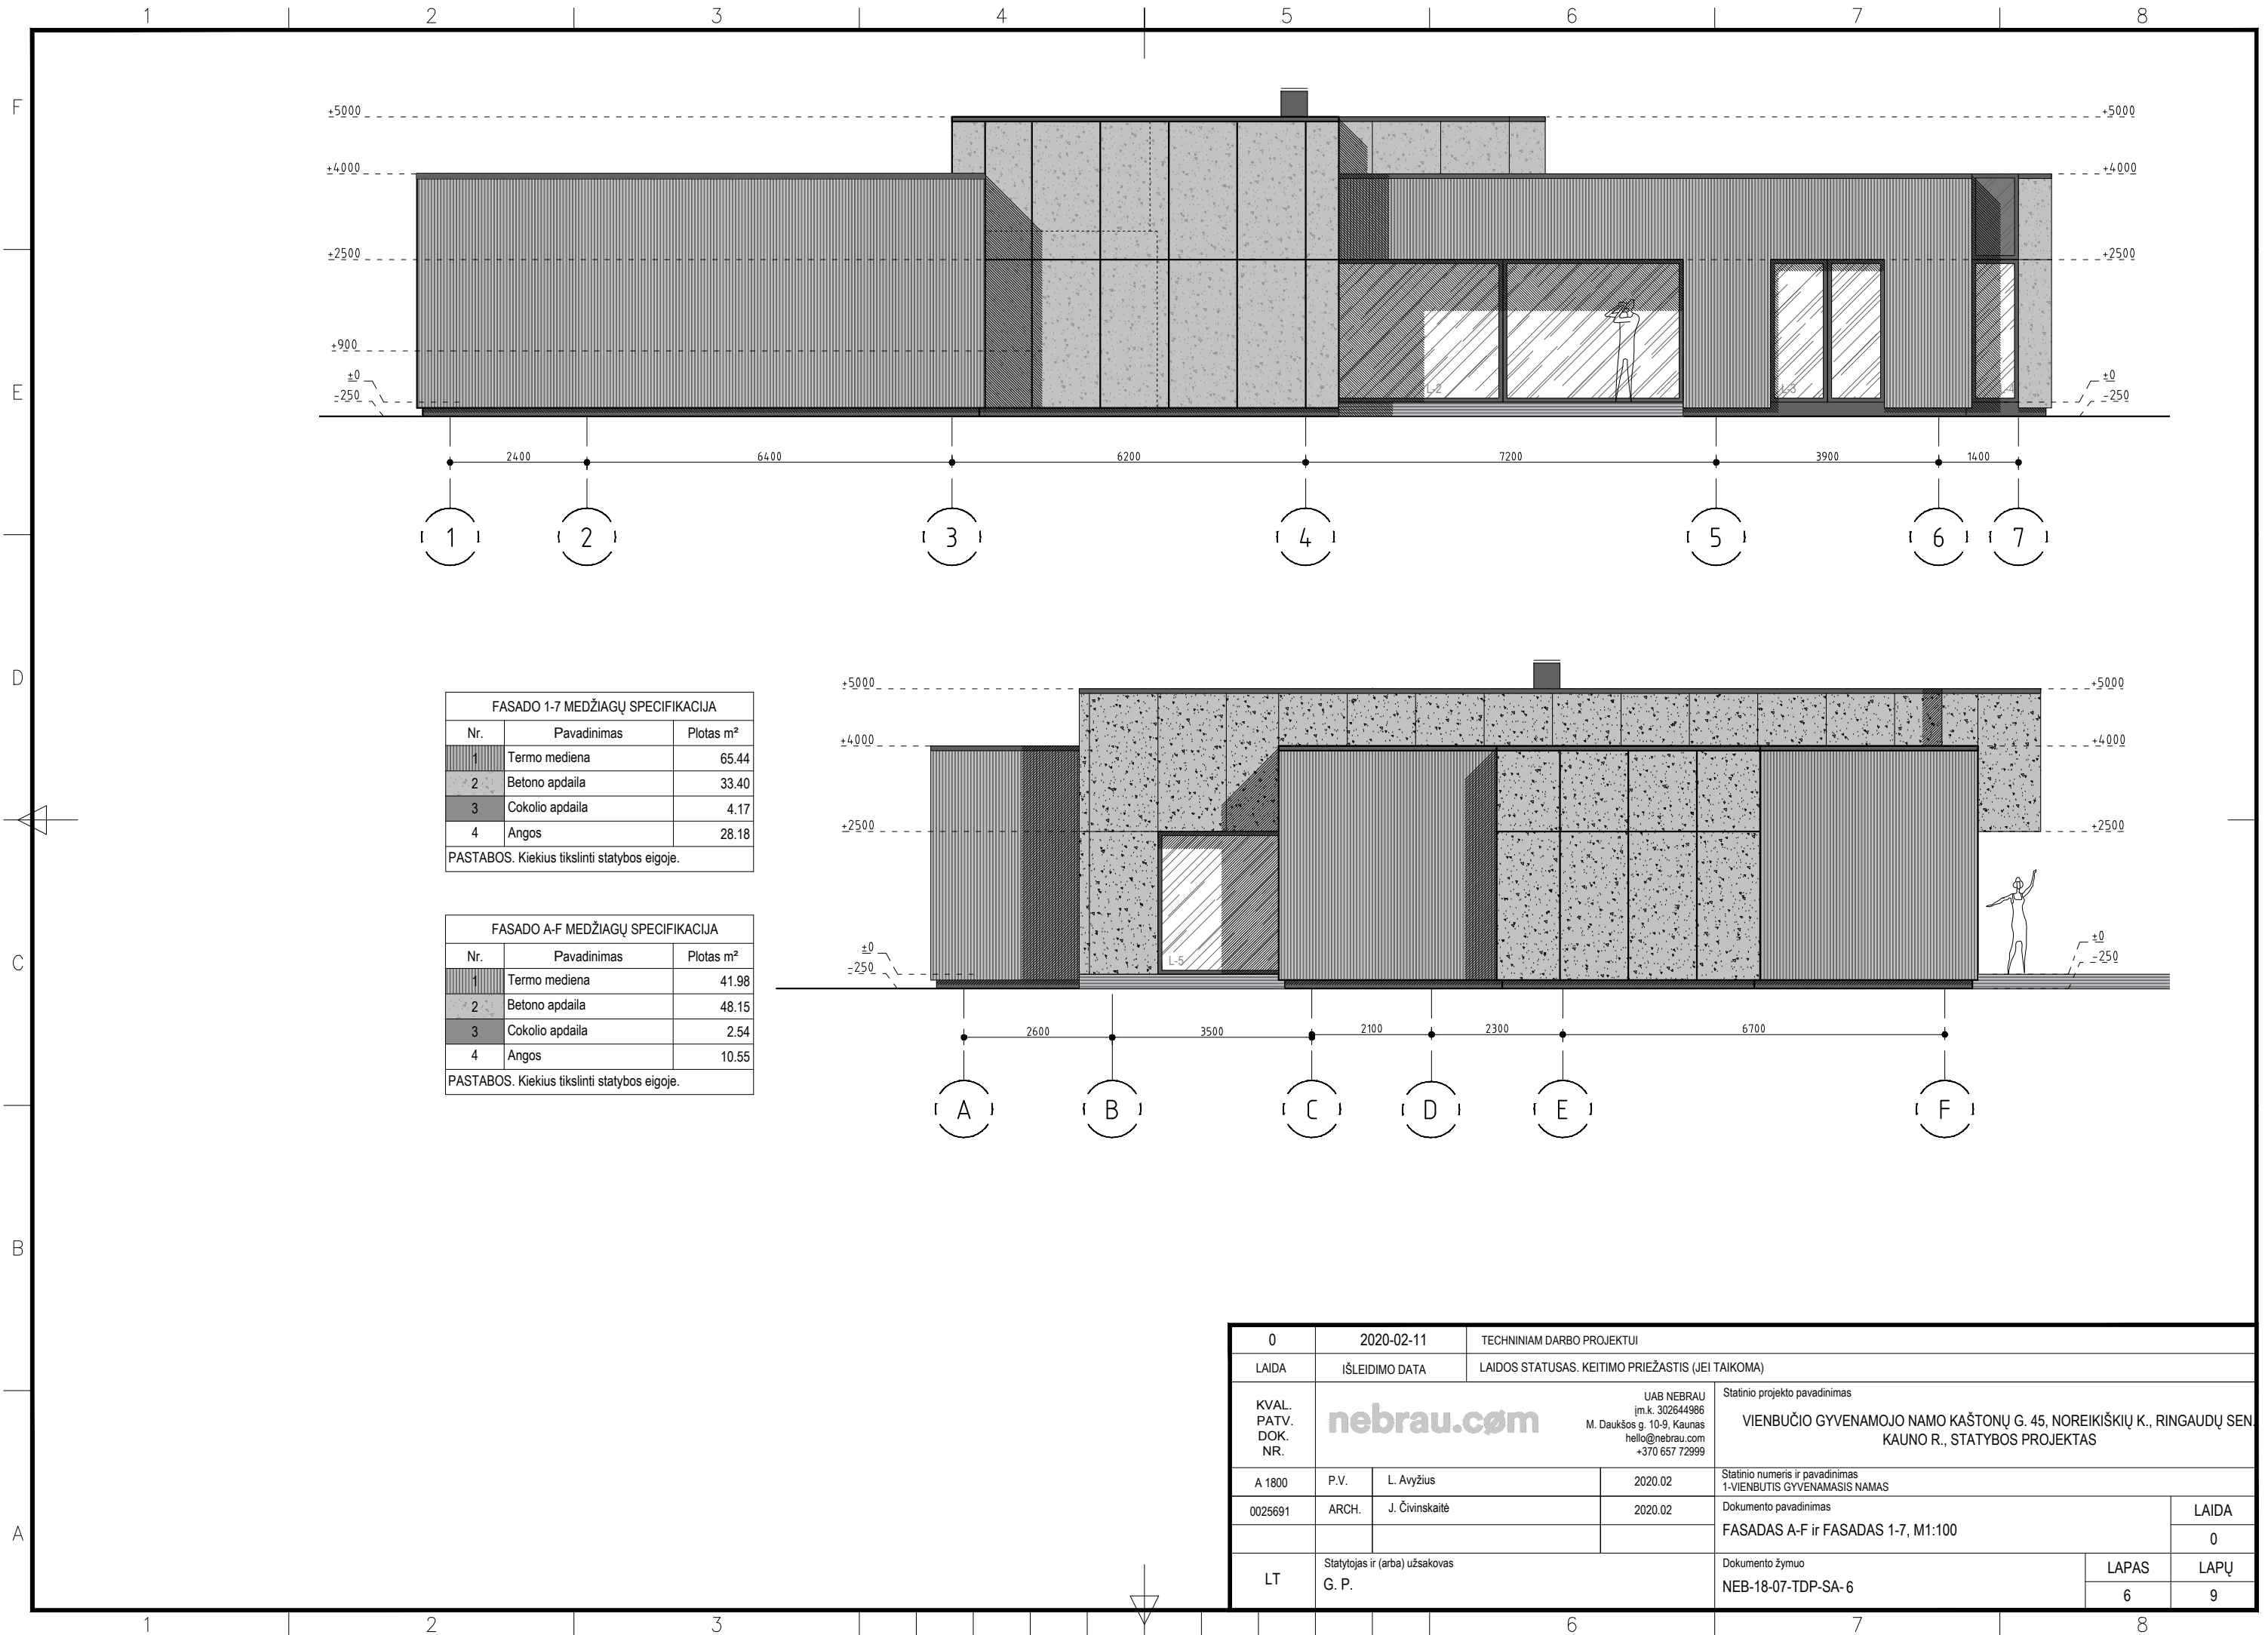 1 2 3 4 5 6 7 8
F
E
D
C
B
A
+5000 +5000
+4000 +4000
+2500 +2500
+900
±0 ±0
-250 -250
L-2 L-3 L-4
2400 6400 6200 7200 3900 1400
1 2 3 4 5 6 7
+5000 +5000
+4000 +4000
+2500 +2500
±0 ±0
-250 -250
L-5
2600 3500 2100 2300 6700
A B C D E F
FASADO 1-7 MEDŽIAGŲ SPECIFIKACIJA
Nr. Pavadinimas Plotas m²
1 Termo mediena 65.44
2 Betono apdaila 33.40
3 Cokolio apdaila 4.17
4 Angos 28.18
PASTABOS. Kiekius tikslinti statybos eigoje.
FASADO A-F MEDŽIAGŲ SPECIFIKACIJA
Nr. Pavadinimas Plotas m²
1 Termo mediena 41.98
2 Betono apdaila 48.15
3 Cokolio apdaila 2.54
4 Angos 10.55
PASTABOS. Kiekius tikslinti statybos eigoje.
0 2020-02-11 TECHNINIAM DARBO PROJEKTUI
LAIDA IŠLEIDIMO DATA LAIDOS STATUSAS. KEITIMO PRIEŽASTIS (JEI TAIKOMA)
KVAL.
PATV.
DOK.
NR.
nebrau.cøm
UAB NEBRAU
įm.k. 302644986
M. Daukšos g. 10-9, Kaunas
hello@nebrau.com
+370 657 72999
Statinio projekto pavadinimas
VIENBUČIO GYVENAMOJO NAMO KAŠTONŲ G. 45, NOREIKIŠKIŲ K., RINGAUDŲ SEN.
KAUNO R., STATYBOS PROJEKTAS
A 1800 P.V. L. Avyžius 2020.02
Statinio numeris ir pavadinimas
1-VIENBUTIS GYVENAMASIS NAMAS
0025691 ARCH. J. Čivinskaitė 2020.02
Dokumento pavadinimas
FASADAS A-F ir FASADAS 1-7, M1:100
LAIDA
0
LT
Statytojas ir (arba) užsakovas
G. P.
Dokumento žymuo
NEB-18-07-TDP-SA-6
LAPAS LAPŲ
6 9
1 2 3 6 7 8